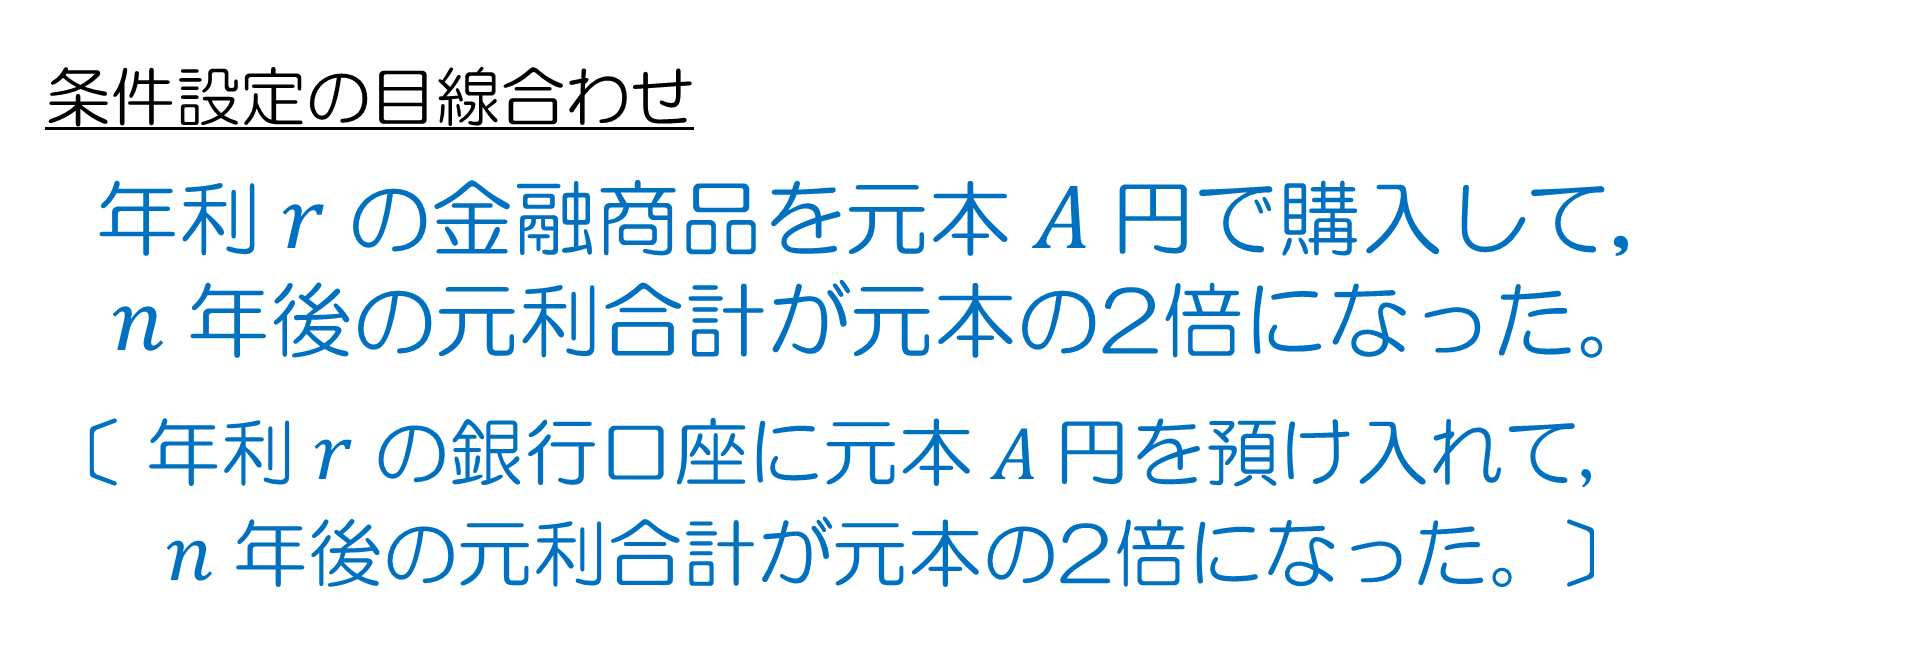 条件設定の目線合わせ
年利 r の金融商品を元本 A 円で購入して,
n 年後の元利合計が元本の2倍になった。
〔 年利 r の銀行口座に元本 A 円を預け入れて,
n 年後の元利合計が元本の2倍になった。 〕